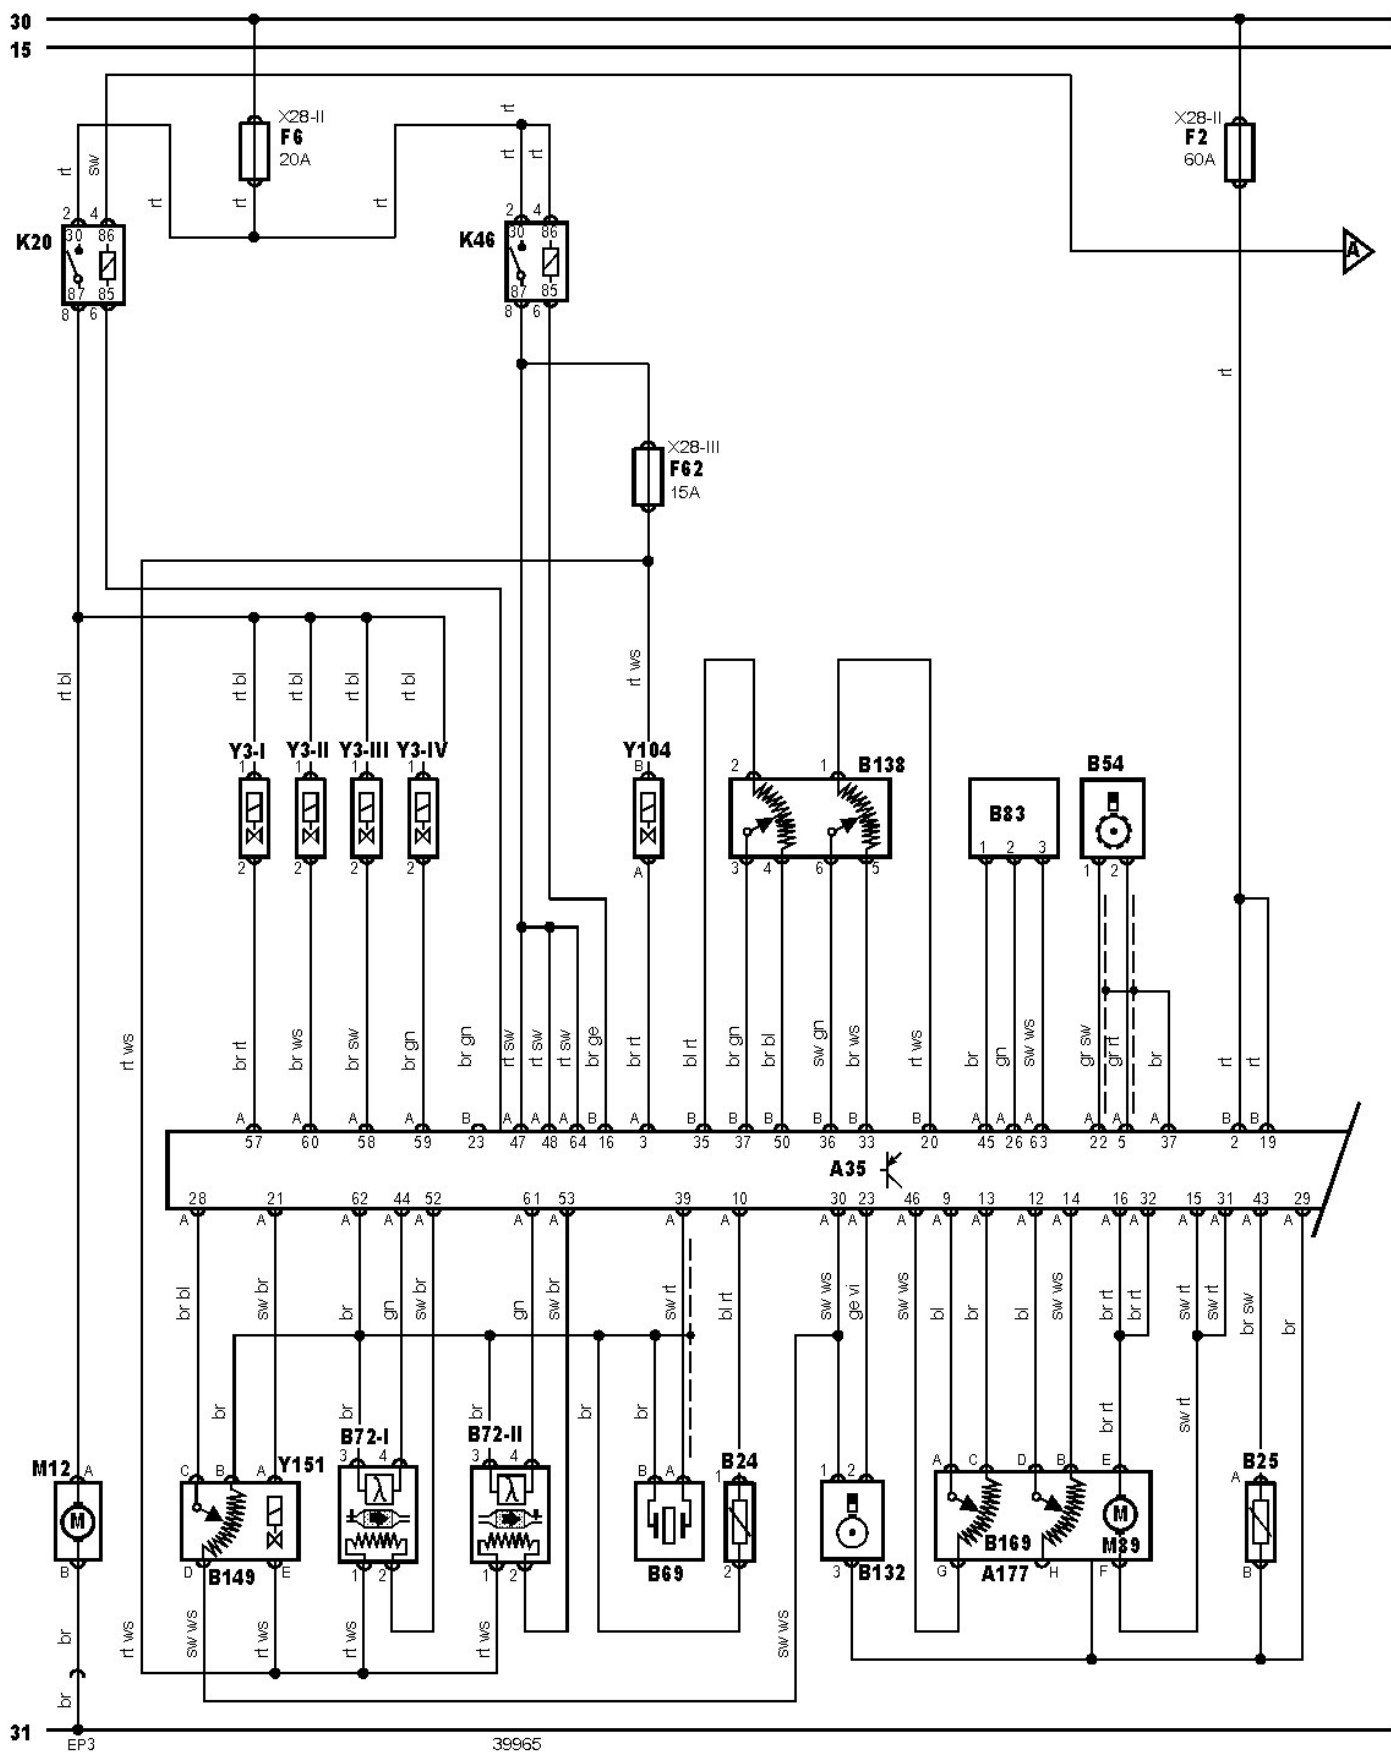 30
15
X28-II
F6
20A
X28-II
F2
60A
rt
sw
rt
rt
rt
rt
rt
rt
2 4
K20
30 86
87 85
8 6
2 4
K46
30 86
87 85
8 6
A
rt
X28-III
F62
15A
rt bl
rt bl
rt bl
rt bl
rt bl
rt ws
Y3-I
Y3-II
Y3-III
Y3-IV
Y104
B138
B54
1 1 1 1 B 2 1
B83
1 2 3
2 2 2 2 A 3 4 6 5 1 2
rt ws
br rt
br ws
br sw
br gn
br gn
rt sw
rt sw
rt sw
br ge
br rt
bl rt
br gn
br bl
sw gn
br ws
rt ws
br
gn
sw ws
gr sw
gr rt
br
rt
rt
A A A A B A A A B A B B B B B B A A A A A A B B
57 60 58 59 23 47 48 64 16 3 35 37 50 36 33 20 45 26 63 22 5 37 2 19
A35
28 21 62 44 52 61 53 39 10 30 23 46 9 13 12 14 16 32 15 31 43 29
A A A A A A A A A A A A A A A A A A A A A A
br bl
sw br
br
gn
sw br
gn
sw br
sw rt
bl rt
sw ws
ge vi
sw ws
bl
br
bl
sw ws
br rt
br rt
sw rt
sw rt
br sw
br
br
br
br
br
br
br rt
sw rt
M12
A
M
B
C B A
Y151
B72-I
3 4
B72-II
3 4
B A
B24
1
1 2
A C D B E
B25
A
D
B149
E
1 2
1 2
B69
2
3
B132
B169
M
M89
G
A177
H
F
B
br
rt ws
sw ws
rt ws
rt ws
rt ws
sw ws
br
31
EP3
39965